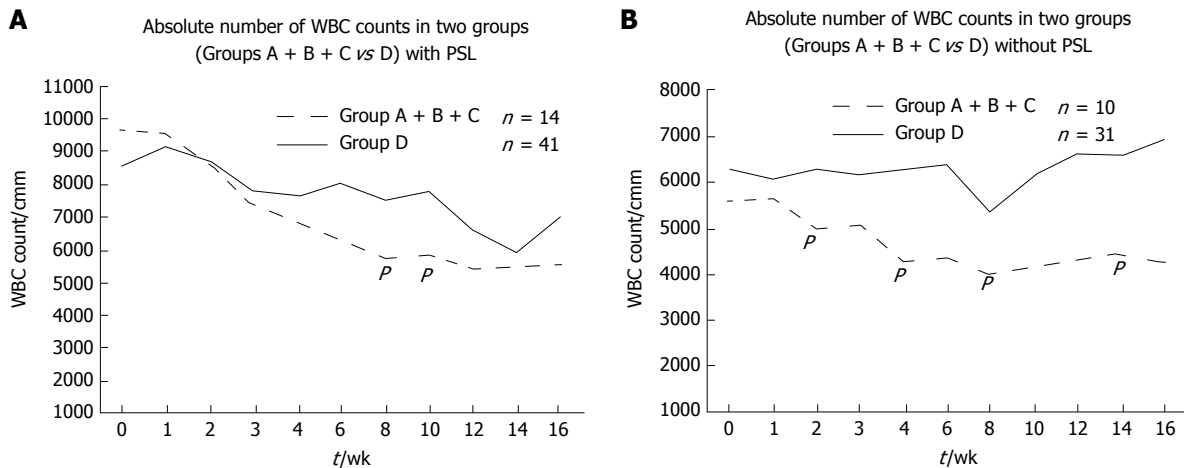 A
Absolute number of WBC counts in two groups
(Groups A + B + C vs D) with PSL
11000
10000
9000
8000
7000
6000
5000
4000
3000
2000
1000
WBC count/cmm
Group A + B + C n = 14
Group D n = 41
P P
0 1 2 3 4 6 8 10 12 14 16
t/wk
B
Absolute number of WBC counts in two groups
(Groups A + B + C vs D) without PSL
8000
7000
6000
5000
4000
3000
2000
1000
WBC count/cmm
Group A + B + C n = 10
Group D n = 31
P P P P
0 1 2 3 4 6 8 10 12 14 16
t/wk